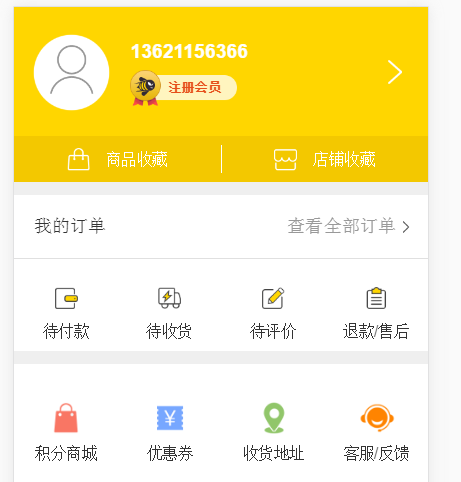 13621156366
注册会员
商品收藏 店铺收藏
我的订单 查看全部订单
待付款 待收货 待评价 退款/售后
¥
积分商城 优惠券 收货地址 客服/反馈